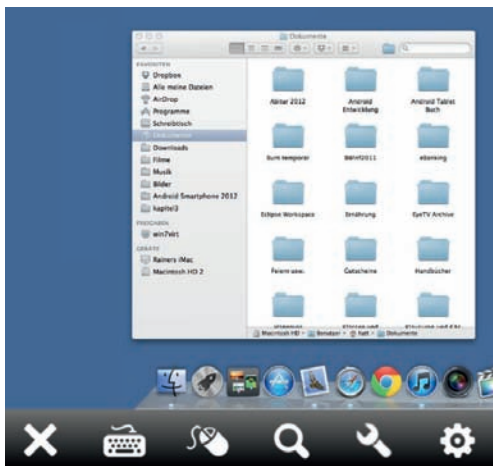 Dokumente
FAVORITEN
Dropbox
Alle meine Dateien
AirDrop
Programme
Schreibtisch
Dokumente
Downloads
Filme
Musik
Bilder
Android Smartphone 2012
kapitel3
FREIGABEN
win7virt
GERÄTE
Rainers iMac
Macintosh HD 2
Abitur 2012
Android Entwicklung
Android Tablet Buch
Burn temporär
eBanking
Eclipse Workspace
Ernährung
EyeTV Archive
Feiern usw.
Gutscheine
Handbücher
Macintosh HD
Benutzer
Dokumente